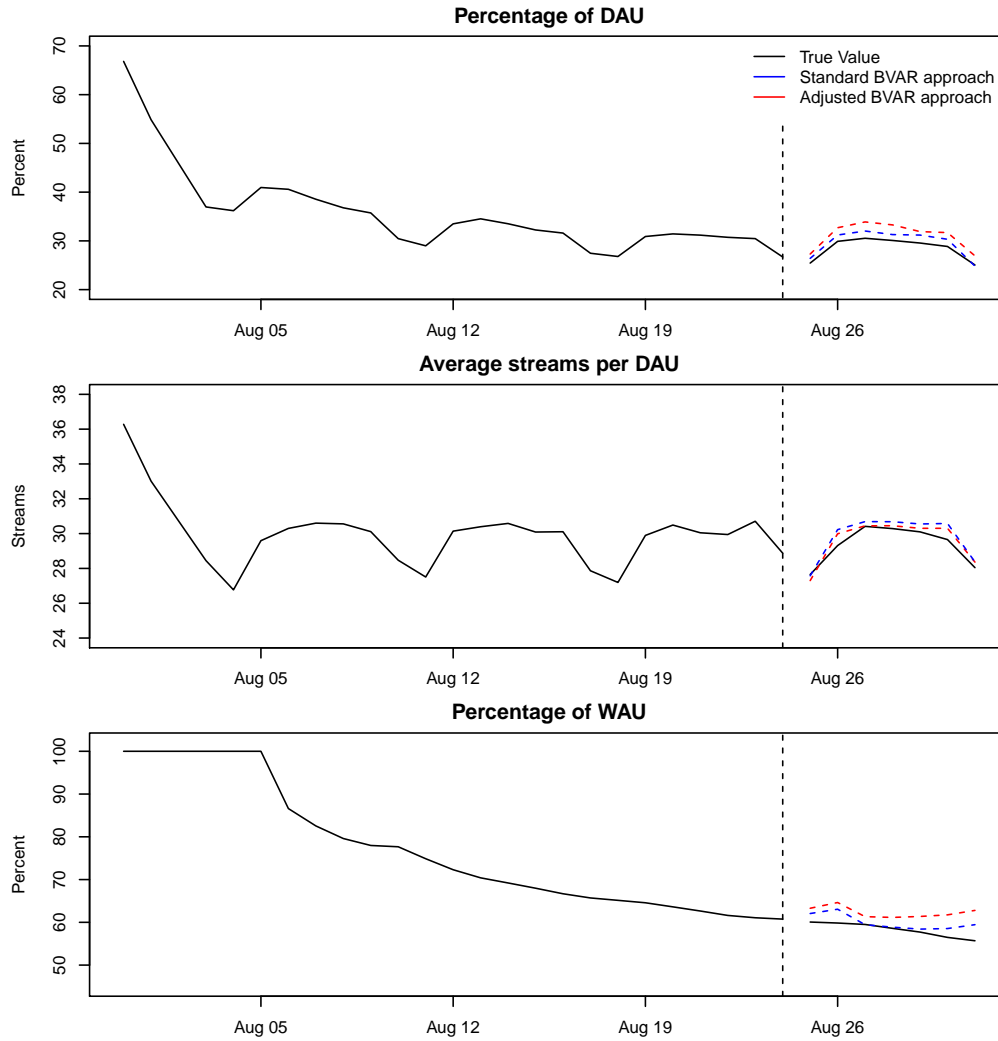 Percentage of DAU
True Value
Standard BVAR approach
Adjusted BVAR approach
Percent
70
60
50
40
30
20
Aug 05 Aug 12 Aug 19 Aug 26
Average streams per DAU
Streams
38
36
34
32
30
28
26
24
Aug 05 Aug 12 Aug 19 Aug 26
Percentage of WAU
Percent
100
90
80
70
60
50
Aug 05 Aug 12 Aug 19 Aug 26